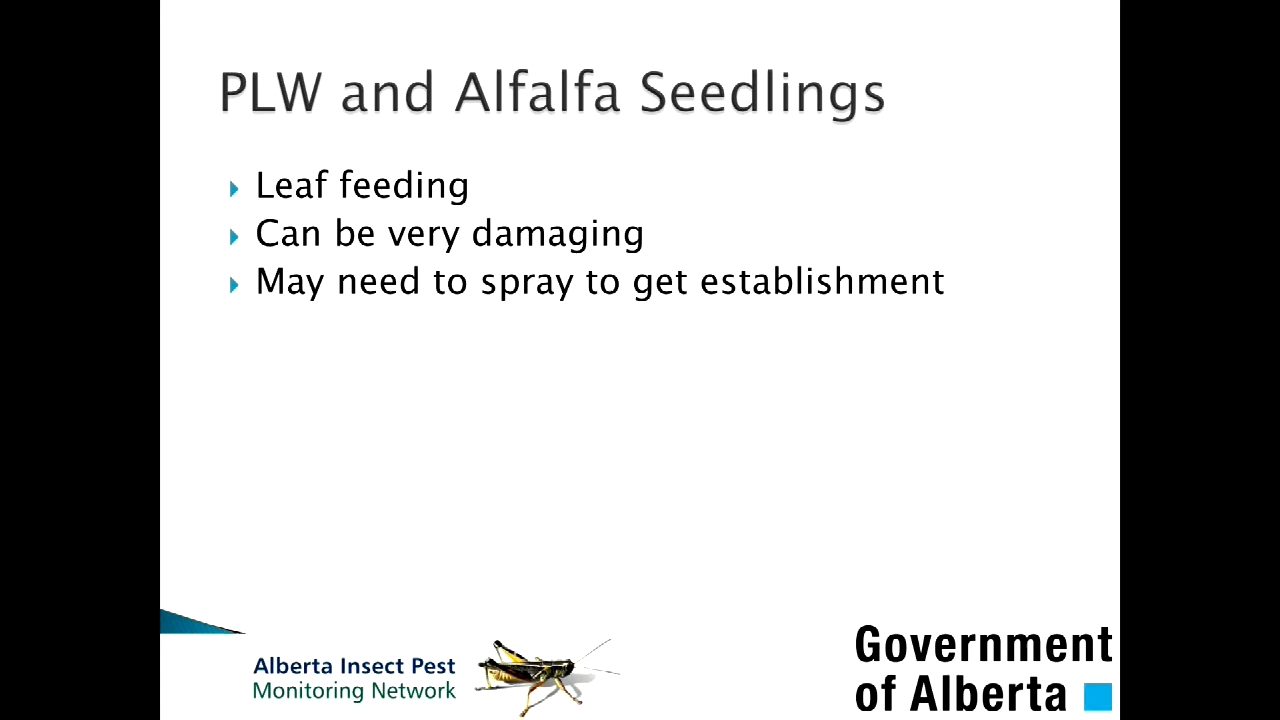 PLW and Alfalfa Seedlings
Leaf feeding
Can be very damaging
May need to spray to get establishment
Alberta Insect Pest
Monitoring Network
Government
of Alberta